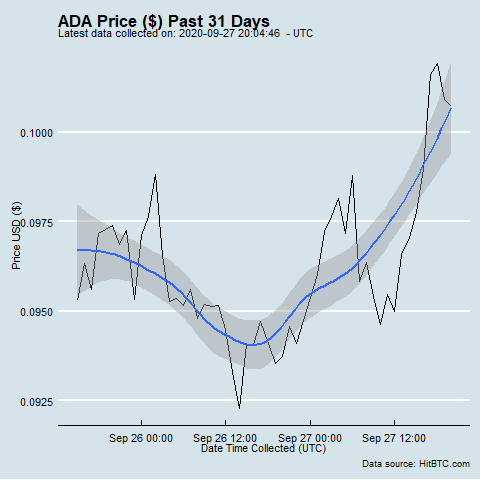 ADA Price ($) Past 31 Days
Latest data collected on: 2020-09-27 20:04:46 - UTC
0.1000
0.0975
0.0950
0.0925
Price USD ($)
Sep 26 00:00 Sep 26 12:00 Sep 27 00:00 Sep 27 12:00
Date Time Collected (UTC)
Data source: HitBTC.com